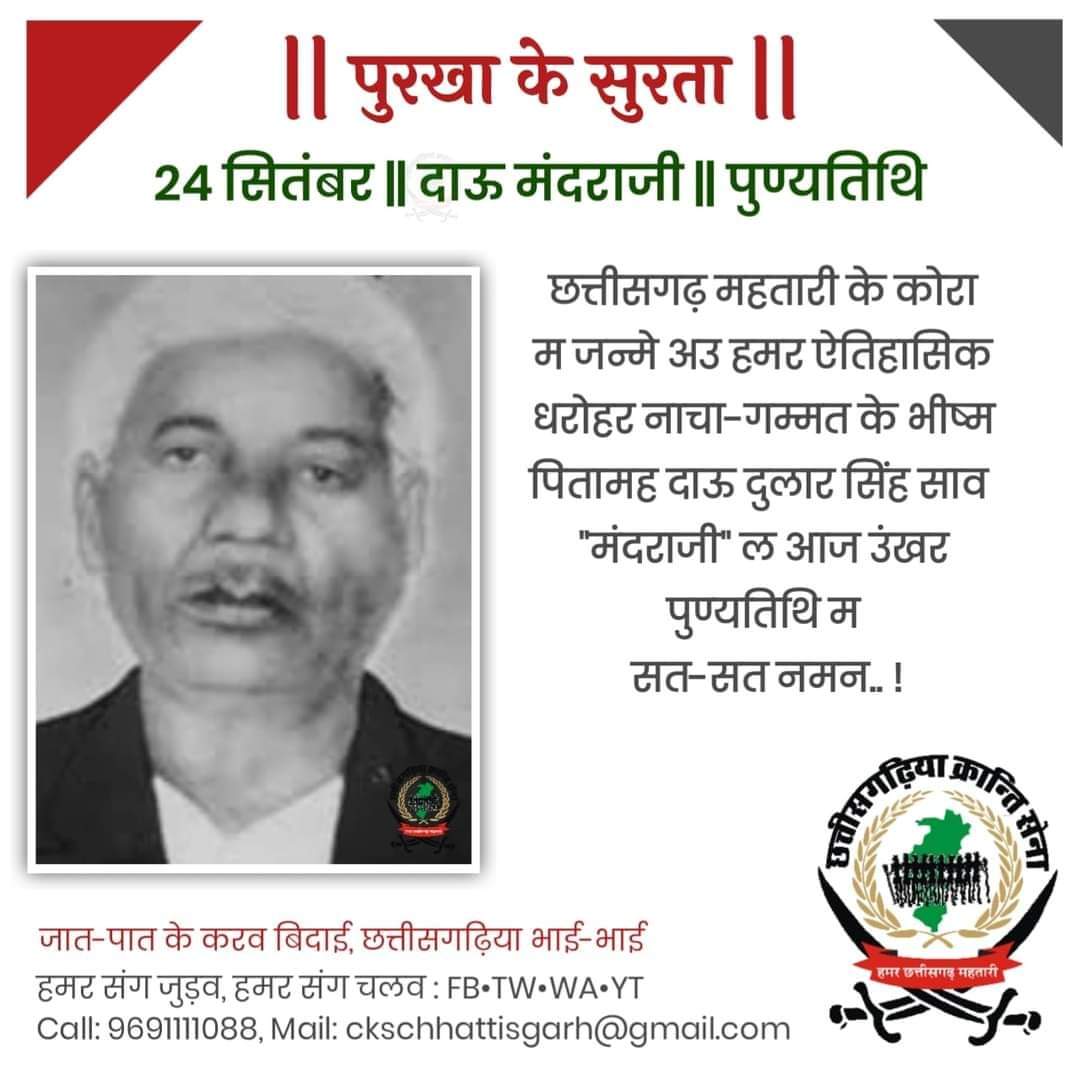 || पुरखा के सुरता ||
24 सितंबर || दाऊ मंदराजी || पुण्यतिथि
छत्तीसगढ़ महतारी के कोरा
म जन्मे अउ हमर ऐतिहासिक
धरोहर नाचा-गम्मत के भीष्म
पितामह दाऊ दुलार सिंह साव
"मंदराजी" ल आज उंखर
पुण्यतिथि म
सत-सत नमन.. !
छत्तीसगढ़िया क्रान्ति सेना
हमर छत्तीसगढ़ महतारी
जात-पात के करव बिदाई, छत्तीसगढ़िया भाई-भाई
हमर संग जुड़व, हमर संग चलव : FB•TW•WA•YT
Call: 9691111088, Mail: ckschhattisgarh@gmail.com